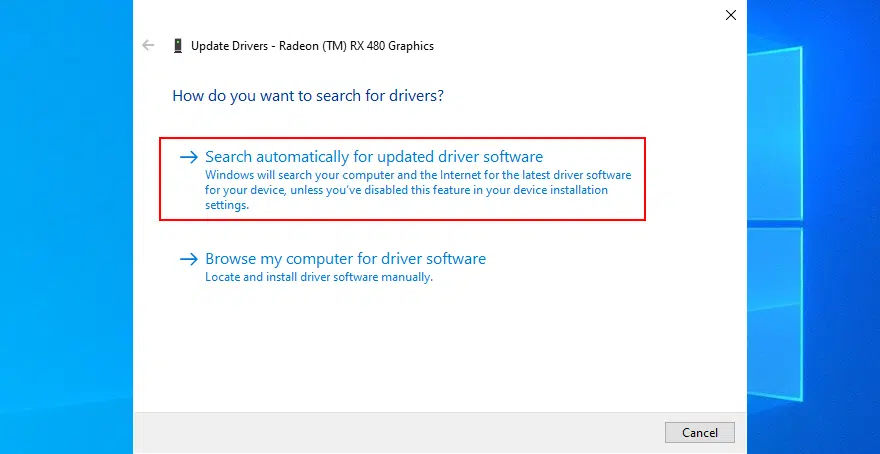 Update Drivers - Radeon (TM) RX 480 Graphics
How do you want to search for drivers?
Search automatically for updated driver software
Windows will search your computer and the Internet for the latest driver software
for your device, unless you've disabled this feature in your device installation
settings.
Browse my computer for driver software
Locate and install driver software manually.
Cancel